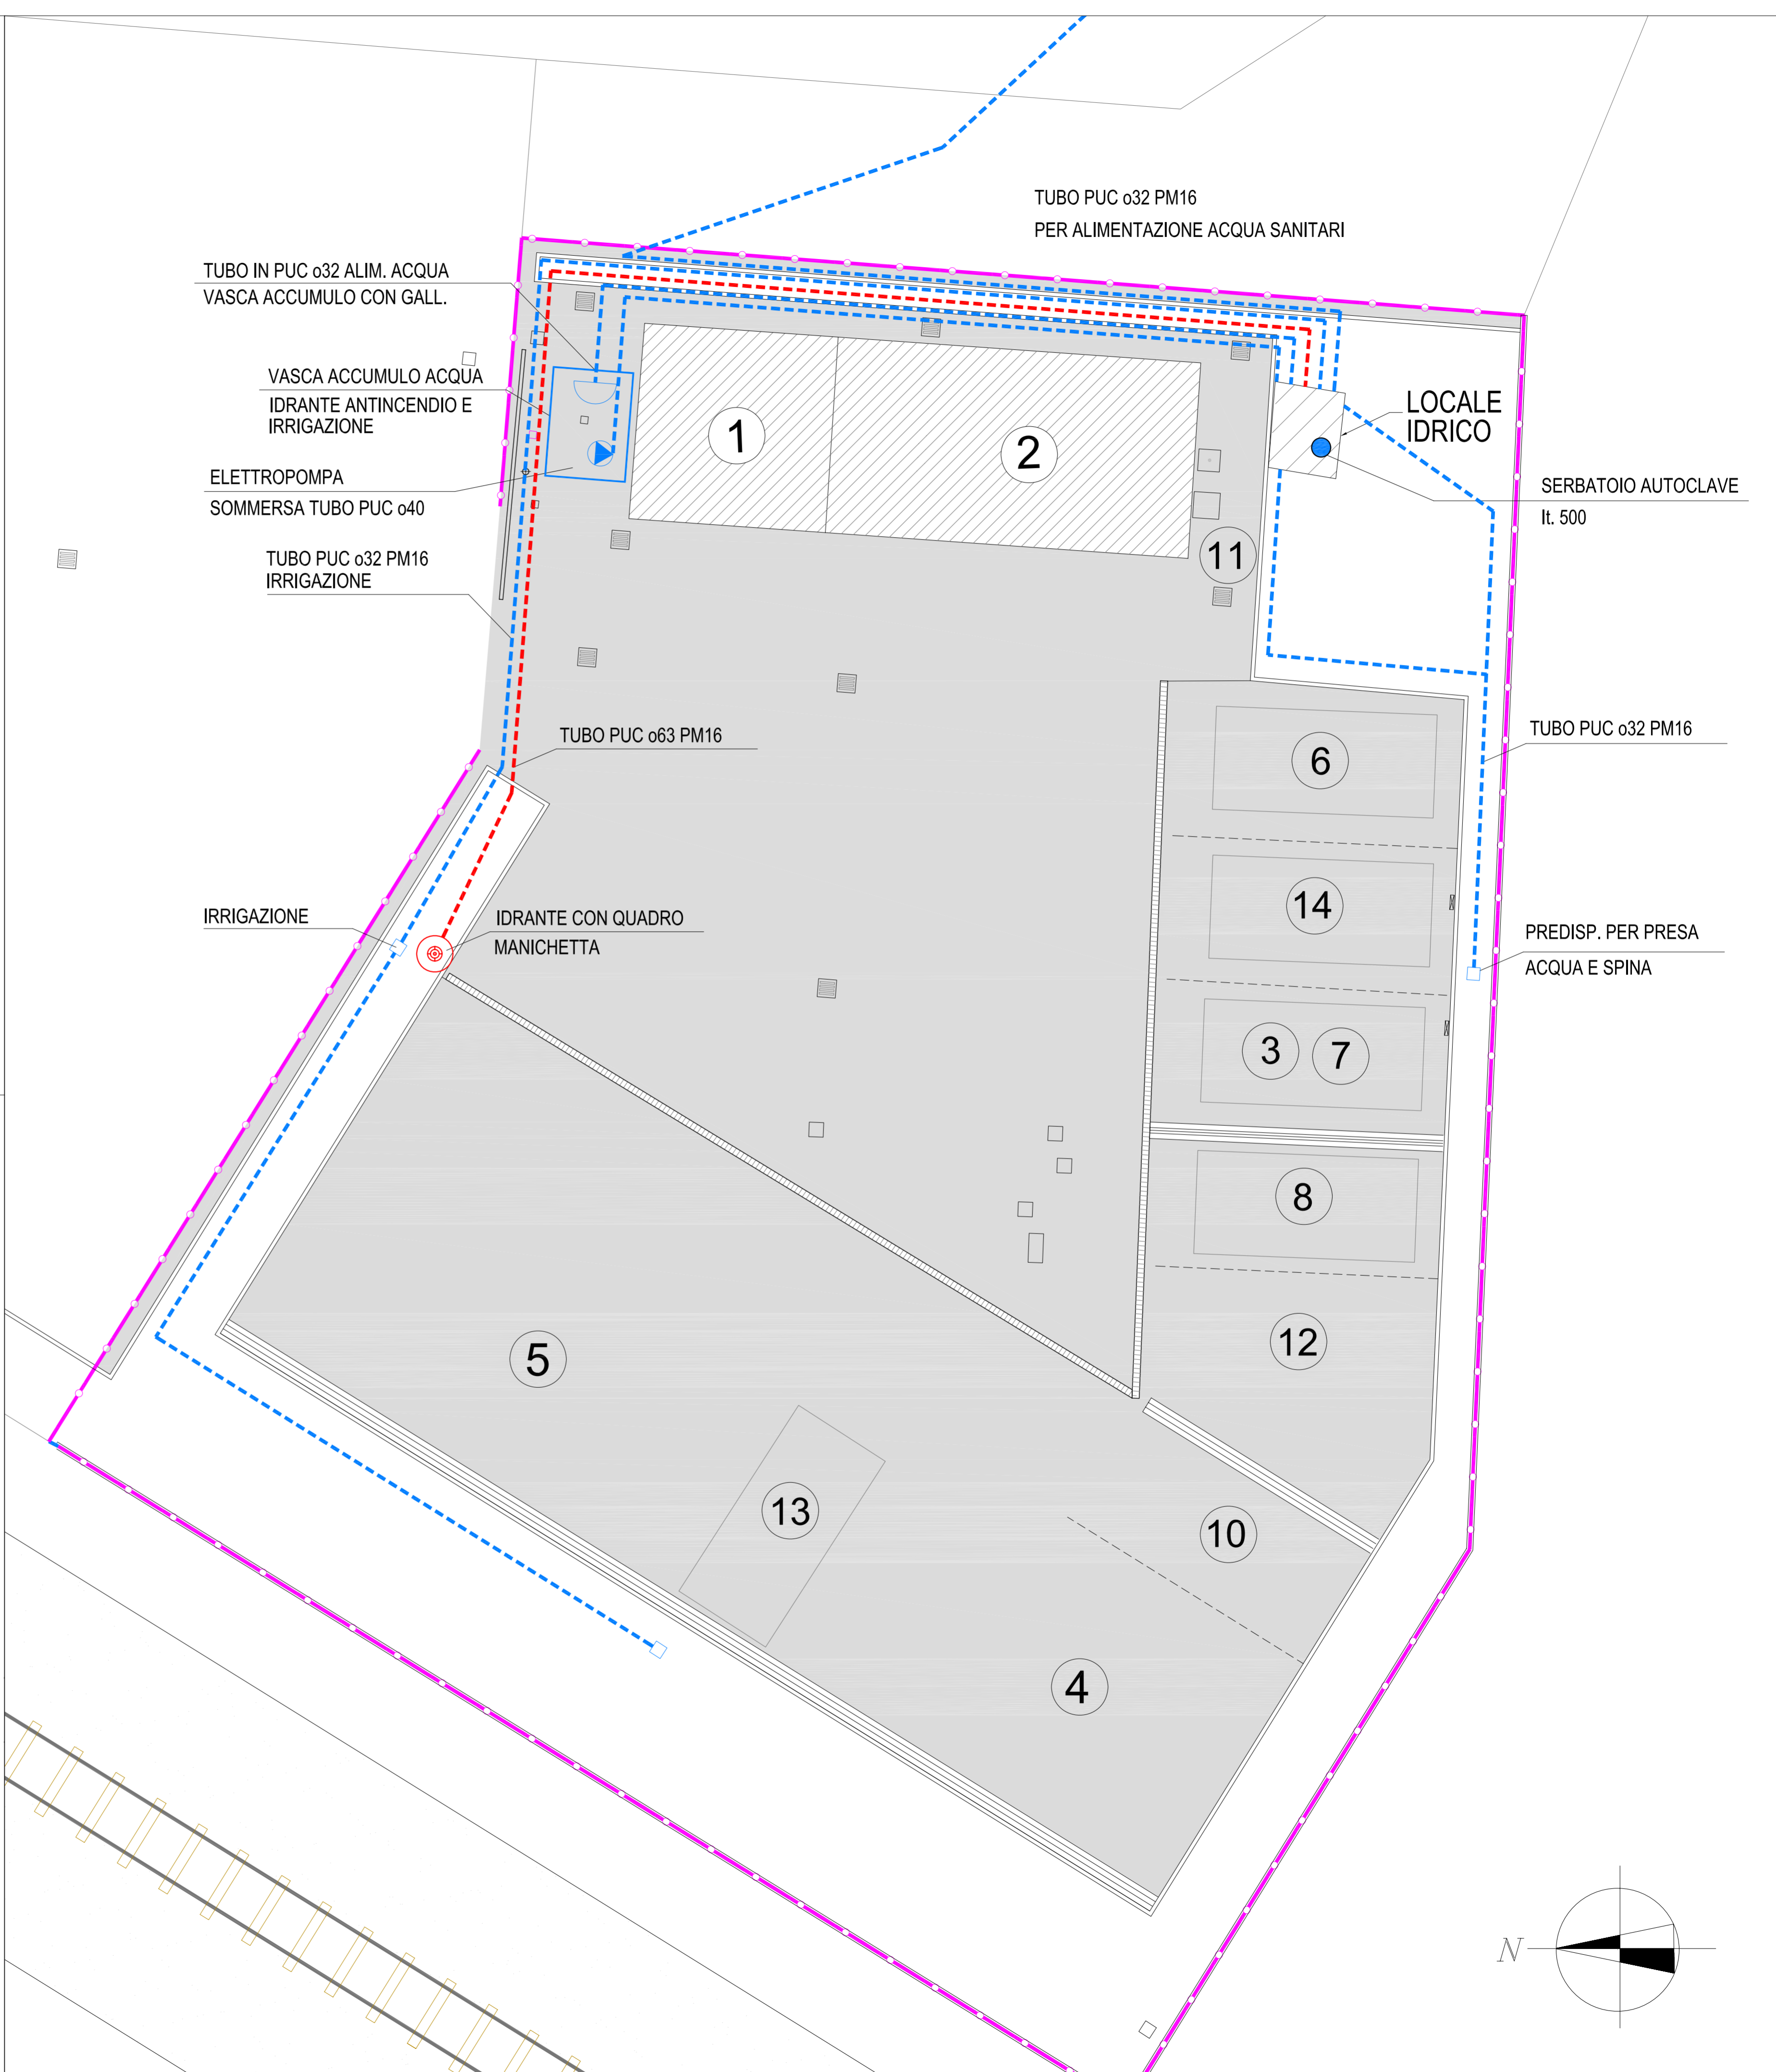 TUBO PUC o32 PM16
PER ALIMENTAZIONE ACQUA SANITARI
TUBO IN PUC o32 ALIM. ACQUA
VASCA ACCUMULO CON GALL.
VASCA ACCUMULO ACQUA
IDRANTE ANTINCENDIO E
IRRIGAZIONE
ELETTROPOMPA
SOMMERSA TUBO PUC o40
TUBO PUC o32 PM16
IRRIGAZIONE
1
2
LOCALE
IDRICO
SERBATOIO AUTOCLAVE
lt. 500
11
TUBO PUC o63 PM16
6
TUBO PUC o32 PM16
IRRIGAZIONE
IDRANTE CON QUADRO
MANICHETTA
14
PREDISP. PER PRESA
ACQUA E SPINA
3
7
8
12
5
13
10
4
N